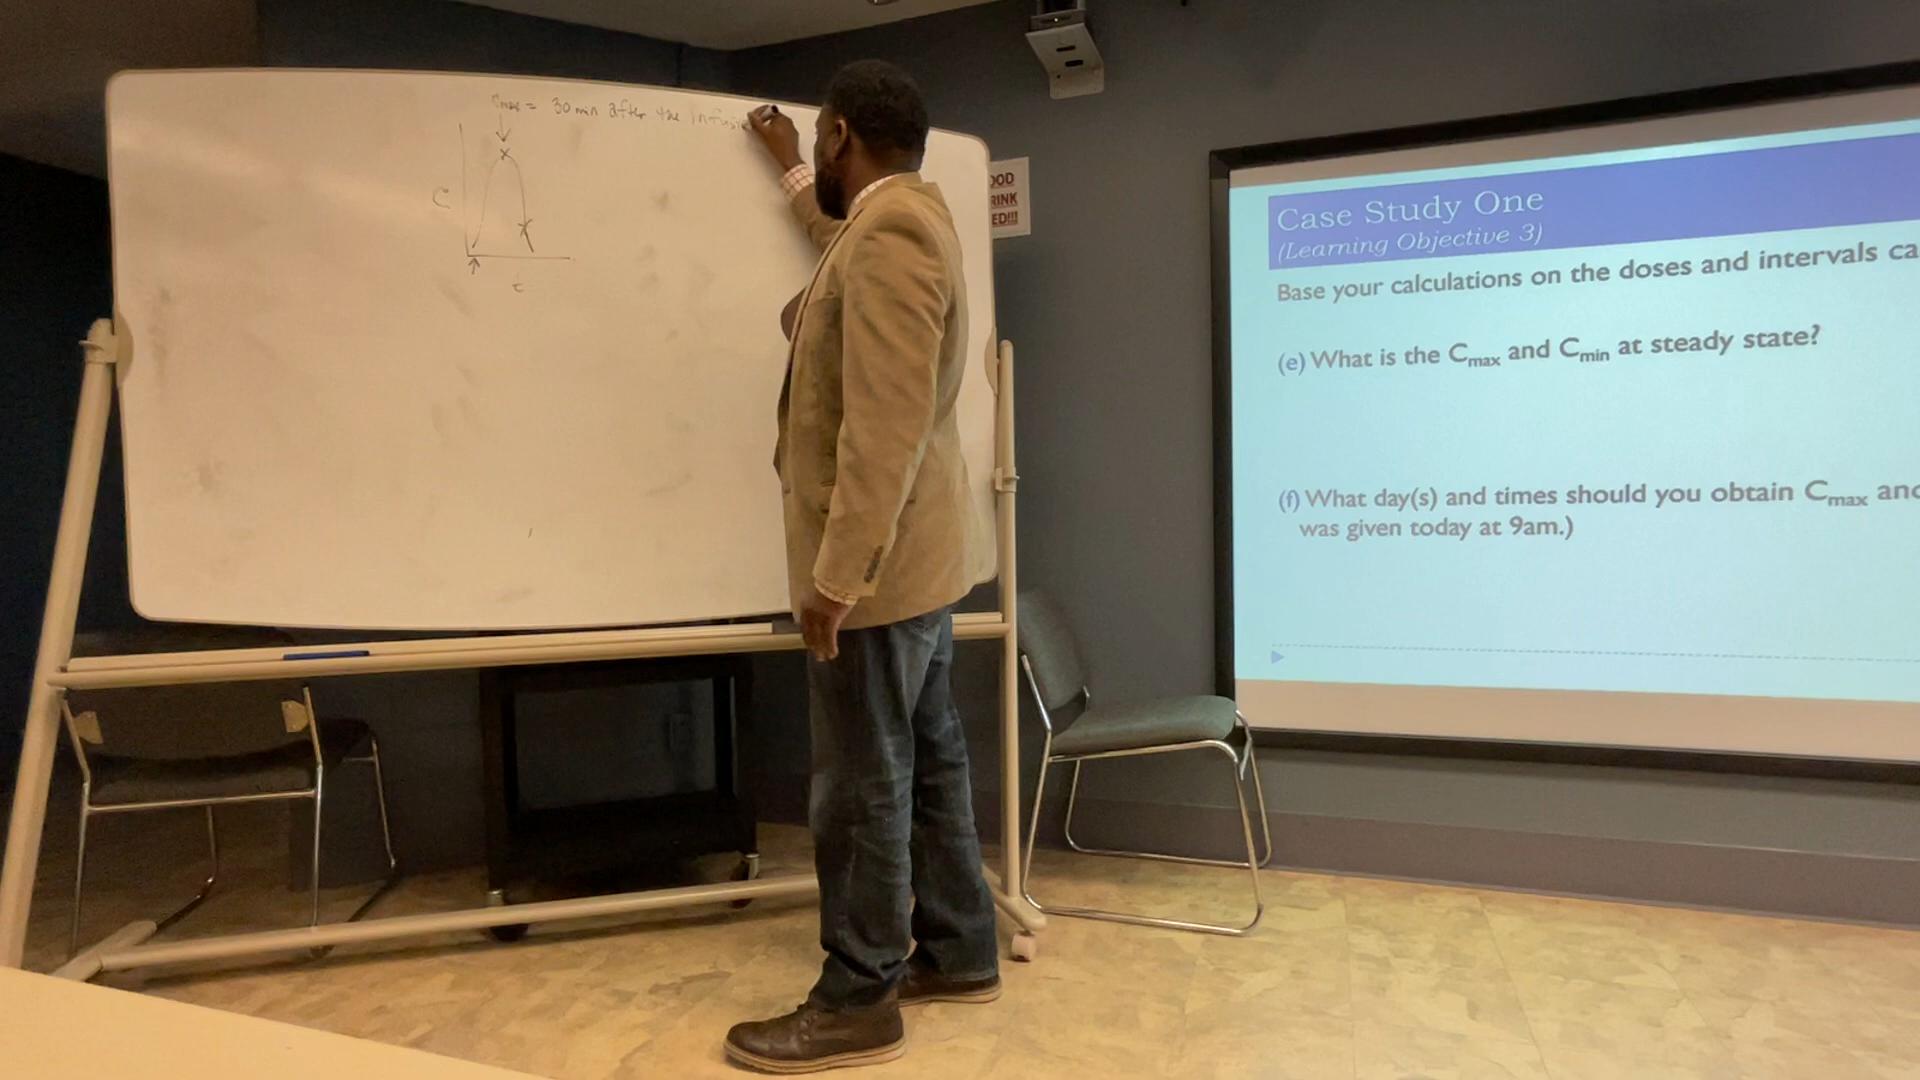 Cmax = 30 min after the infusi
C
t
OOD
RINK
ED!!!
Case Study One
(Learning Objective 3)
Base your calculations on the doses and intervals ca
(e) What is the Cmax and Cmin at steady state?
(f) What day(s) and times should you obtain Cmax and
was given today at 9am.)